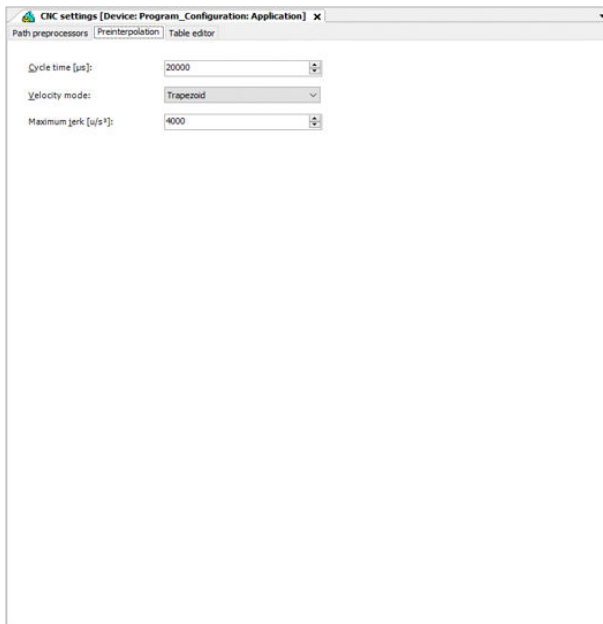 CNC settings [Device: Program_Configuration: Application]
Path preprocessors Preinterpolation Table editor
Cycle time [µs]: 20000
Velocity mode: Trapezoid
Maximum jerk [u/s³]: 4000